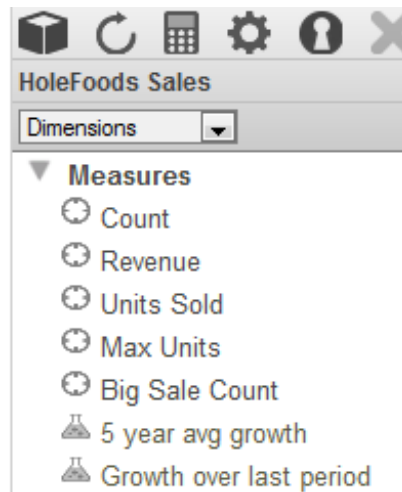 HoleFoods Sales
Dimensions
Measures
Count
Revenue
Units Sold
Max Units
Big Sale Count
5 year avg growth
Growth over last period